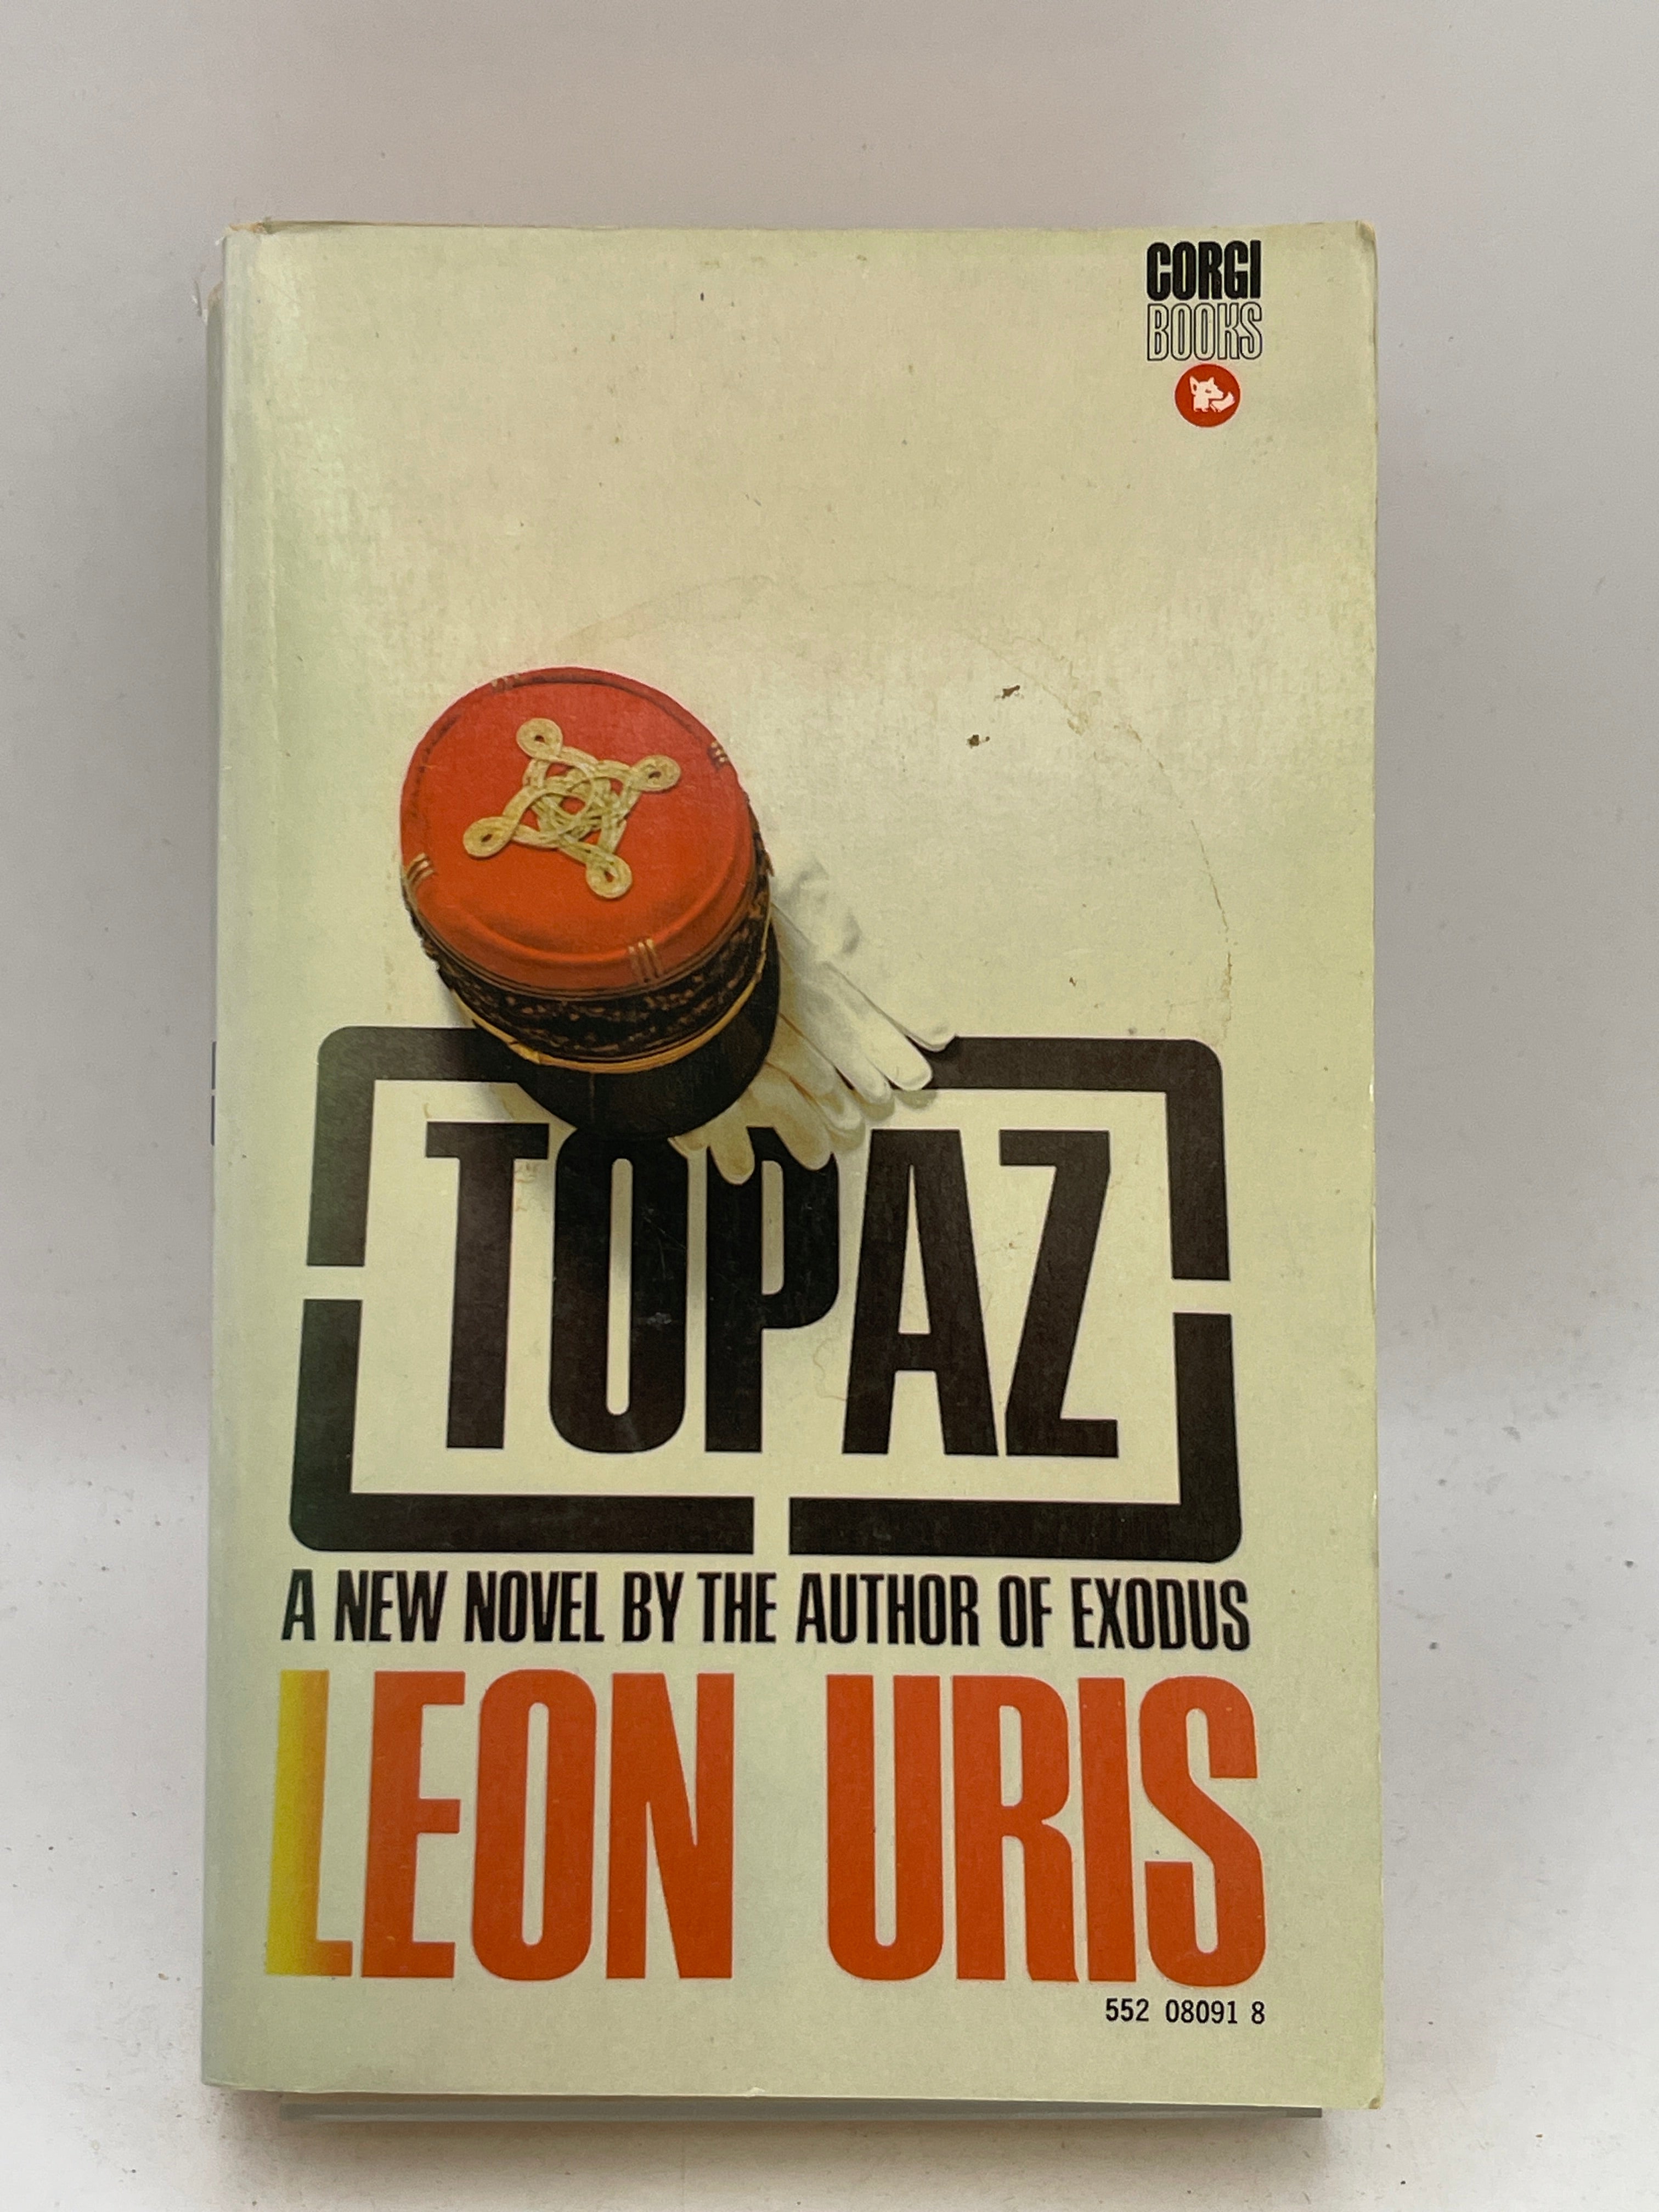 CORGI
BOOKS
TOPAZ
A NEW NOVEL BY THE AUTHOR OF EXODUS
LEON URIS
552 08091 8